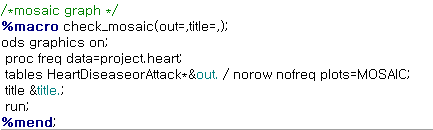 /*mosaic graph */
%macro check_mosaic(out=,title=,);
ods graphics on;
proc freq data=project.heart;
tables HeartDiseaseorAttack*&out. / norow nofreq plots=MOSAIC;
title &title.;
run;
%mend;